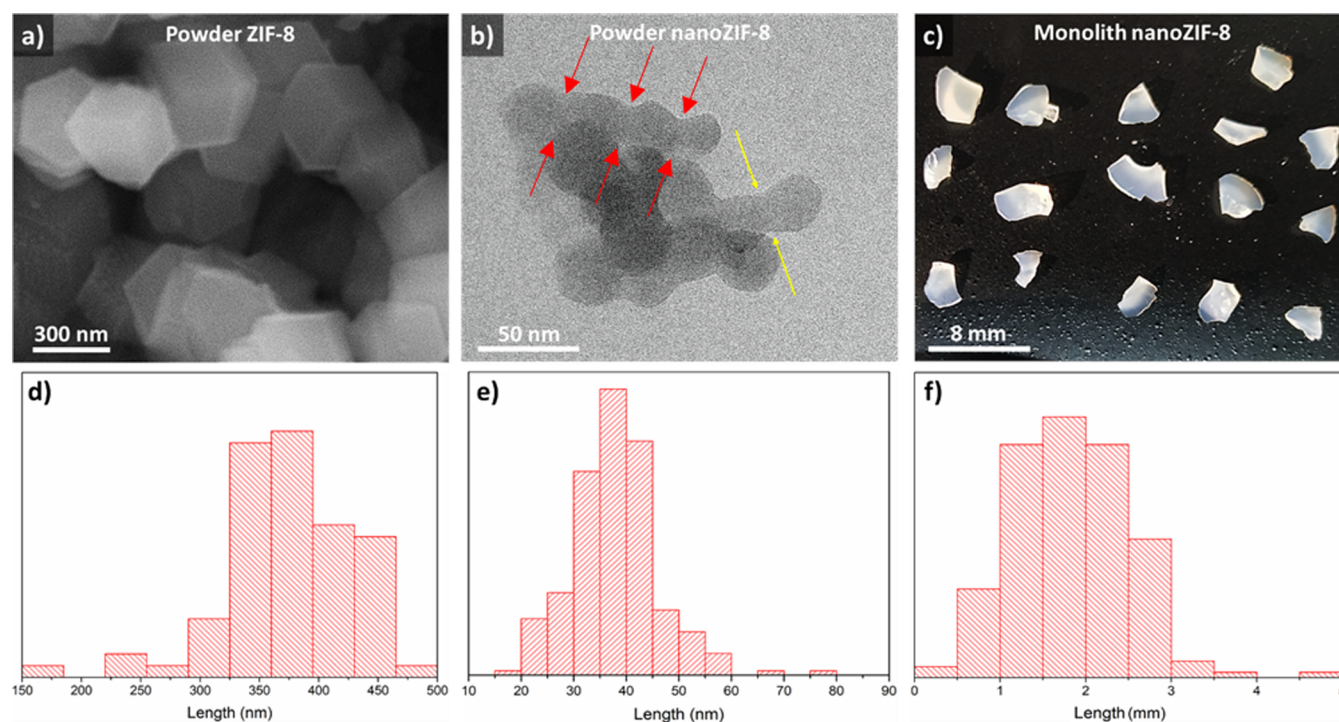 a) Powder ZIF-8
300 nm
b) Powder nanoZIF-8
50 nm
c) Monolith nanoZIF-8
8 mm
d)
150 200 250 300 350 400 450 500
Length (nm)
e)
10 20 30 40 50 60 70 80 90
Length (nm)
f)
0 1 2 3 4
Length (mm)